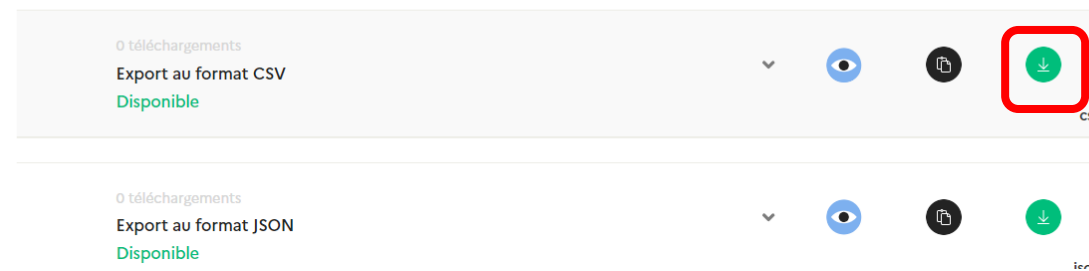 0 téléchargements
Export au format CSV
Disponible
0 téléchargements
Export au format JSON
Disponible